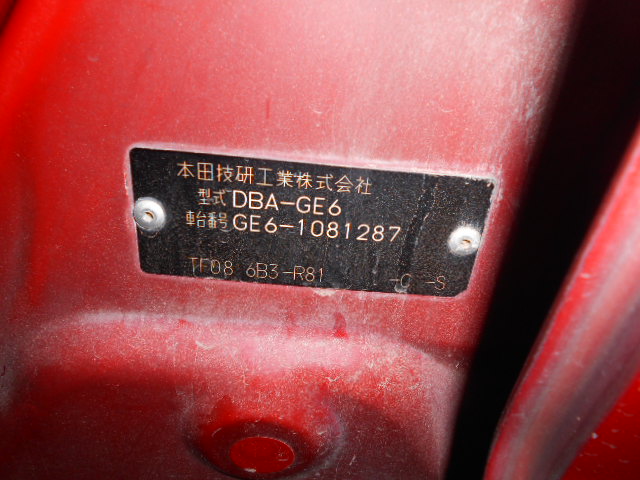 本田技研工業株式会社
型式 DBA-GE6
車台番号 GE6-1081287
TF08 6B3-R81 -0 -S